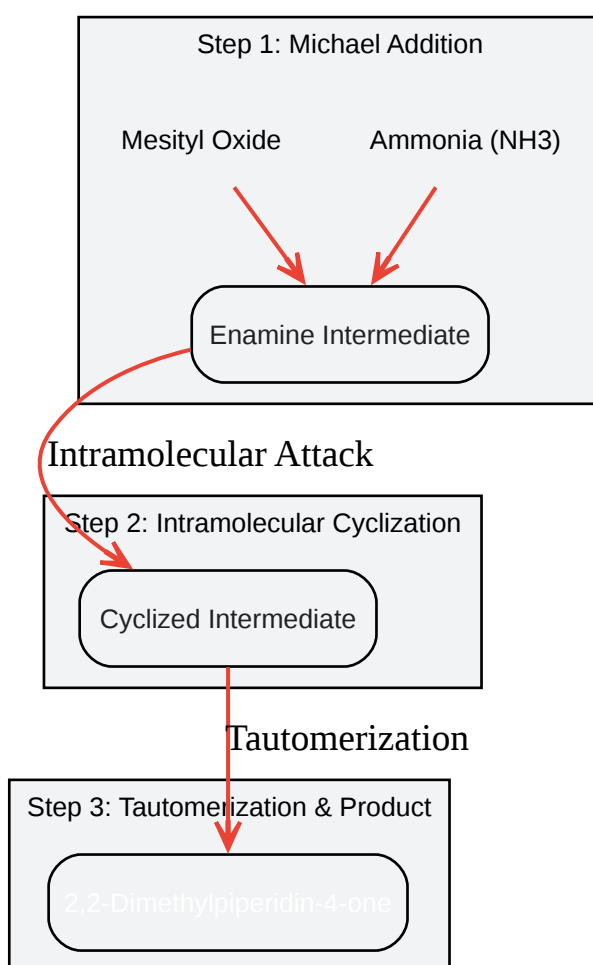 Step 1: Michael Addition
Mesityl Oxide
Ammonia (NH3)
Enamine Intermediate
Intramolecular Attack
Step 2: Intramolecular Cyclization
Cyclized Intermediate
Tautomerization
Step 3: Tautomerization & Product
2,2-Dimethylpiperidin-4-one